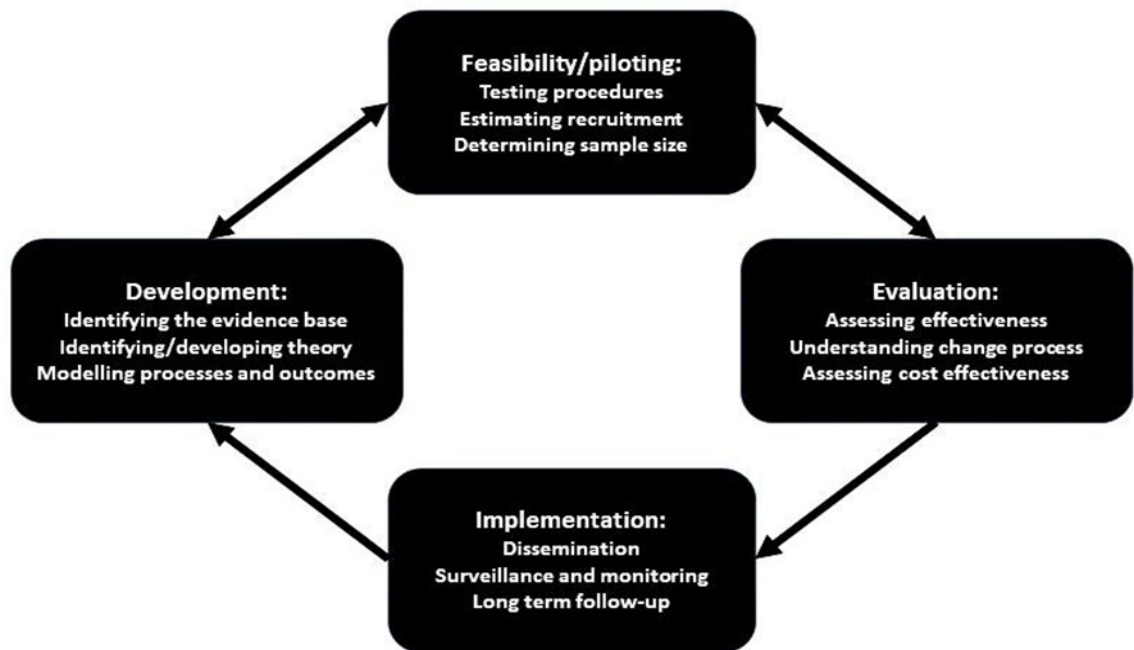 Feasibility/piloting:
Testing procedures
Estimating recruitment
Determining sample size
Development:
Identifying the evidence base
Identifying/developing theory
Modelling processes and outcomes
Evaluation:
Assessing effectiveness
Understanding change process
Assessing cost effectiveness
Implementation:
Dissemination
Surveillance and monitoring
Long term follow-up